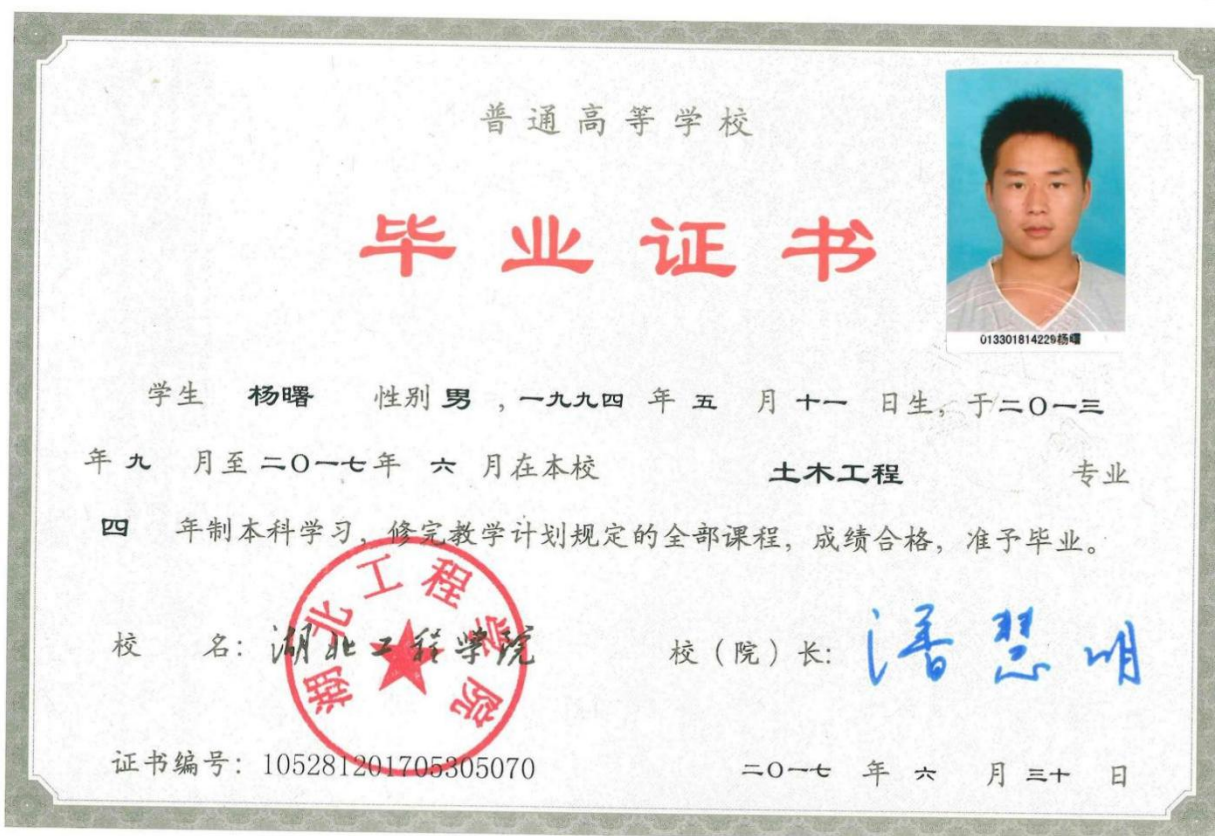 普通高等学校
毕业证书
013301814229杨曙
学生 杨曙 性别 男 ,一九九四 年 五 月 十一 日生, 于二〇一三
年 九 月至 二〇一七年 六 月在本校 土木工程 专业
四 年制本科学习, 修完教学计划规定的全部课程, 成绩合格, 准予毕业。
湖北工程学院
校 名: 湖北工程学院 校(院)长: 潘慧明
证书编号: 105281201705305070 二〇一七 年 六 月 三十 日